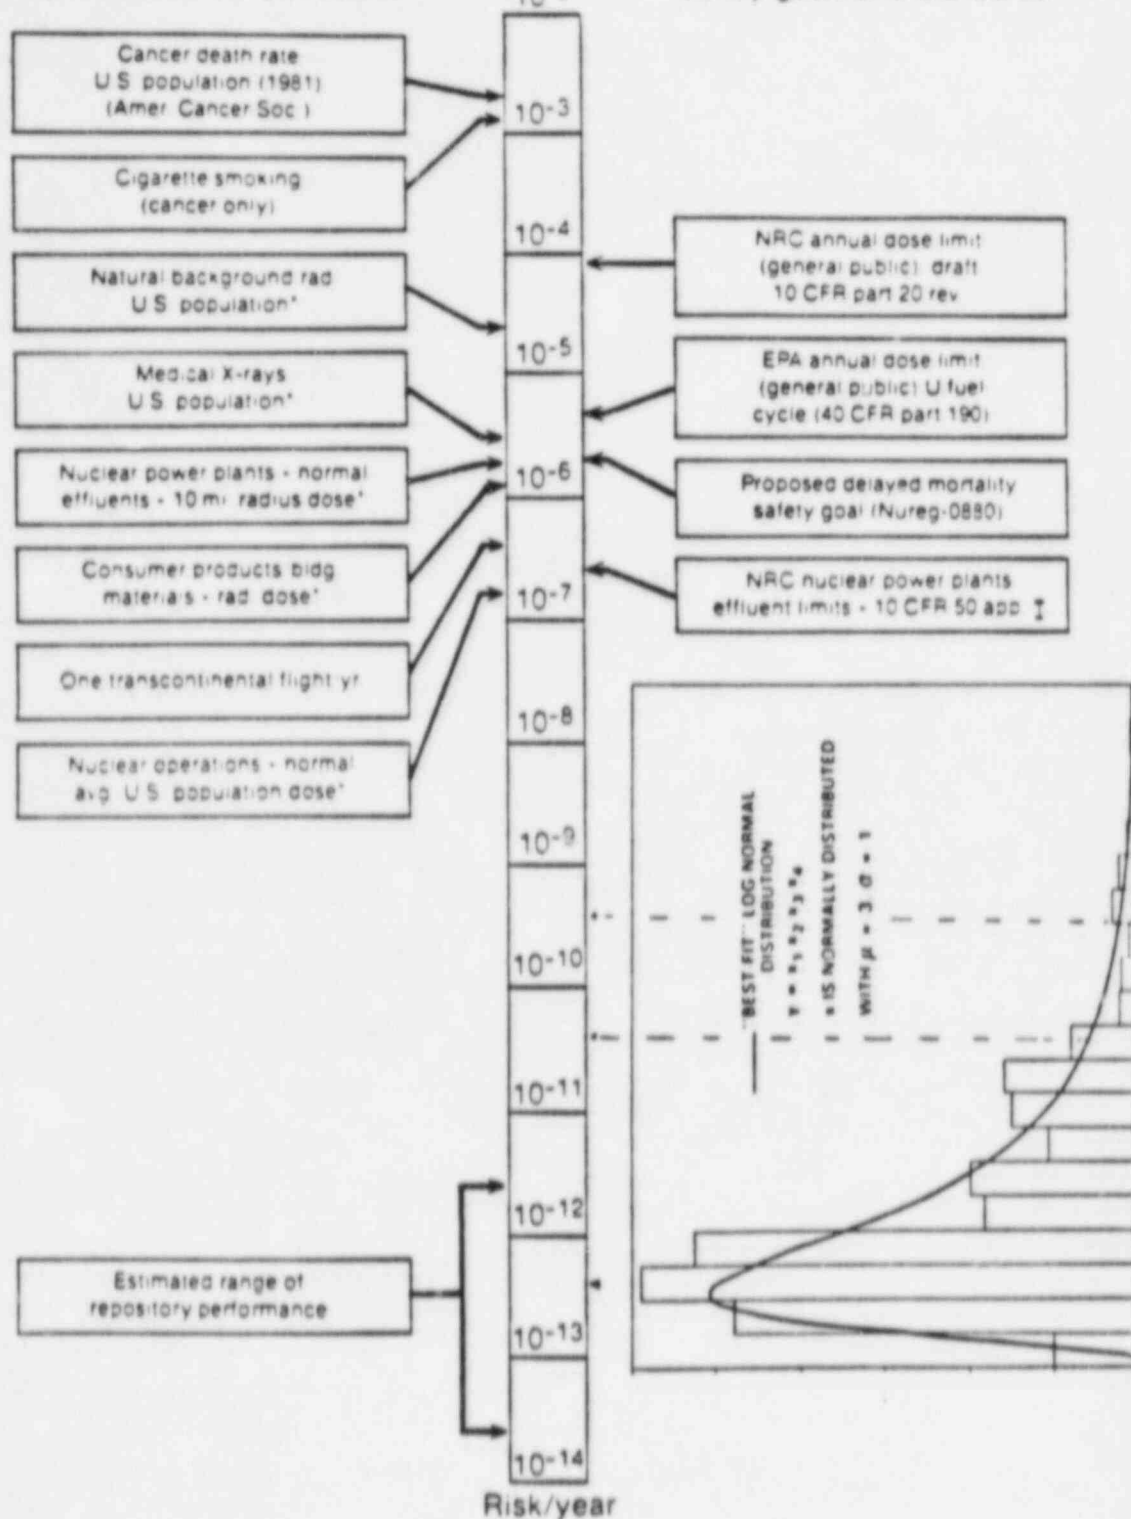 Cancer death rate
U.S. population (1981)
(Amer. Cancer Soc.)
Cigarette smoking
(cancer only)
Natural background rad.
U.S. population*
Medical X-rays
U.S. population*
Nuclear power plants - normal
effluents - 10 mi. radius dose*
Consumer products bldg.
materials - rad. dose*
One transcontinental flight yr.
Nuclear operations - normal
avg. U.S. population dose*
Estimated range of
repository performance
10-3
10-4
10-5
10-6
10-7
10-8
10-9
10-10
10-11
10-12
10-13
10-14
Risk/year
NRC annual dose limit
(general public) draft
10 CFR part 20 rev.
EPA annual dose limit
(general public) U fuel
cycle (40 CFR part 190)
Proposed delayed mortality
safety goal (Nureg-0880)
NRC nuclear power plants
effluent limits - 10 CFR 50 app. I
"BEST FIT" LOG NORMAL
DISTRIBUTION
x IS NORMALLY DISTRIBUTED
WITH μ = 3 σ = 1